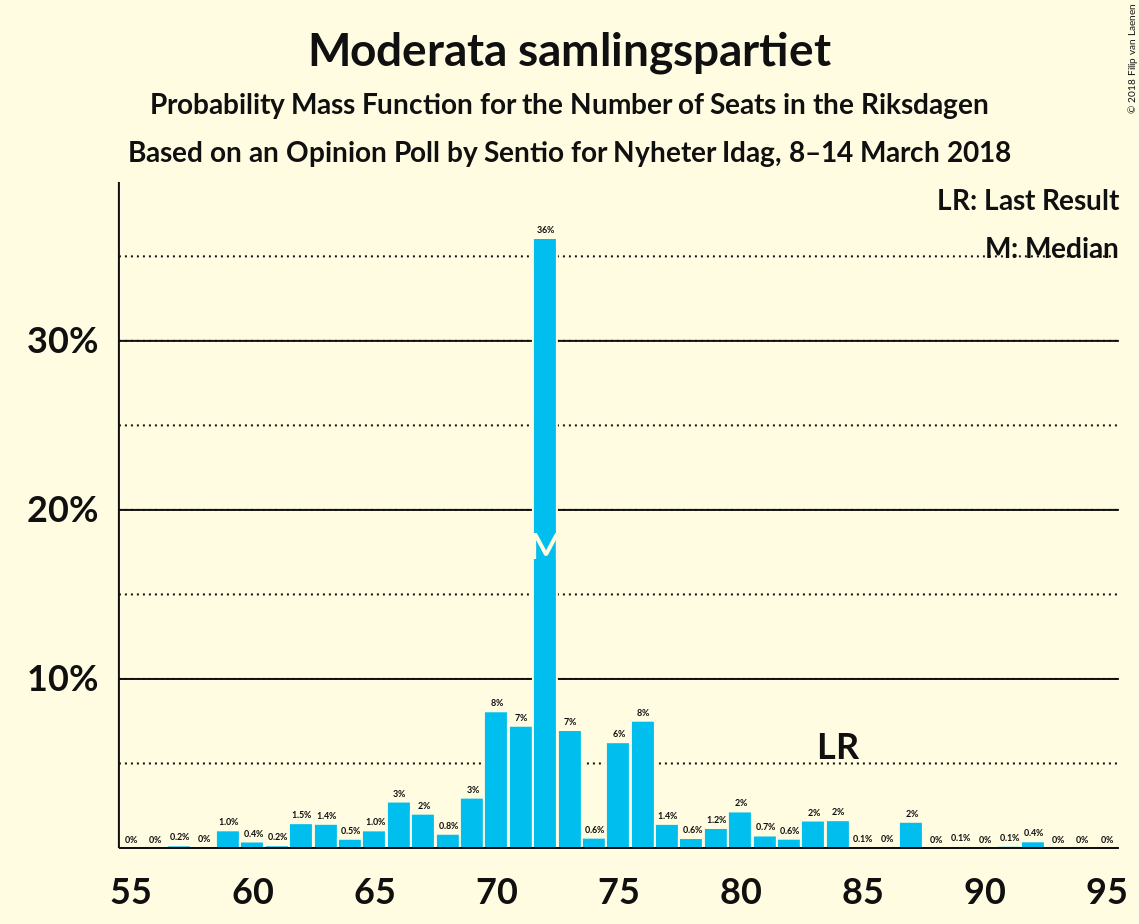 Moderata samlingspartiet
Probability Mass Function for the Number of Seats in the Riksdagen
Based on an Opinion Poll by Sentio for Nyheter Idag, 8–14 March 2018
© 2018 Filip van Laenen
LR: Last Result
M: Median
30%
20%
10%
0% 0% 0.2% 0% 1.0% 0.4% 0.2% 1.5% 1.4% 0.5% 1.0% 3% 2% 0.8% 3% 8% 7% 36% 7% 0.6% 6% 8% 1.4% 0.6% 1.2% 2% 0.7% 0.6% 2% 2% 0.1% 0% 2% 0% 0.1% 0% 0.1% 0.4% 0% 0% 0%
M
LR
55 60 65 70 75 80 85 90 95